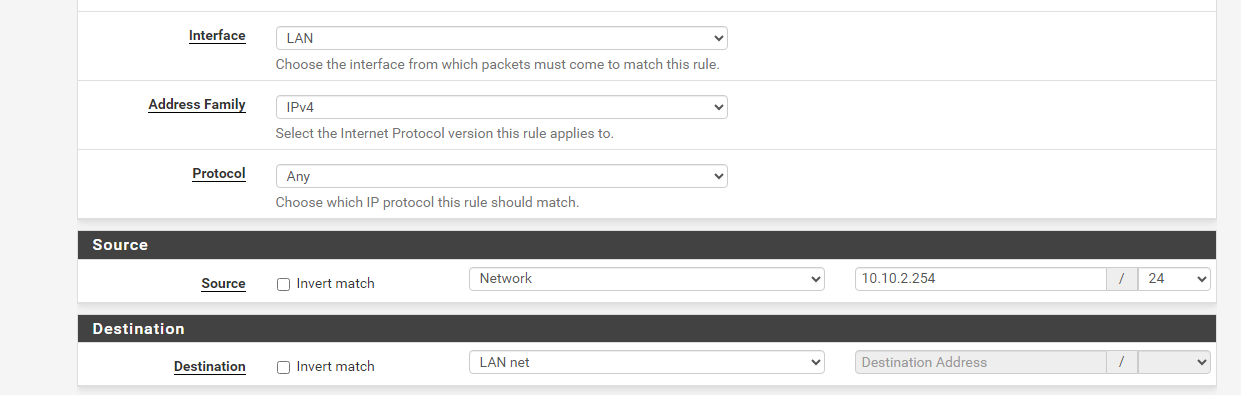 Interface LAN
Choose the interface from which packets must come to match this rule.
Address Family IPv4
Select the Internet Protocol version this rule applies to.
Protocol Any
Choose which IP protocol this rule should match.
Source
Source Invert match Network 10.10.2.254 / 24
Destination
Destination Invert match LAN net Destination Address /